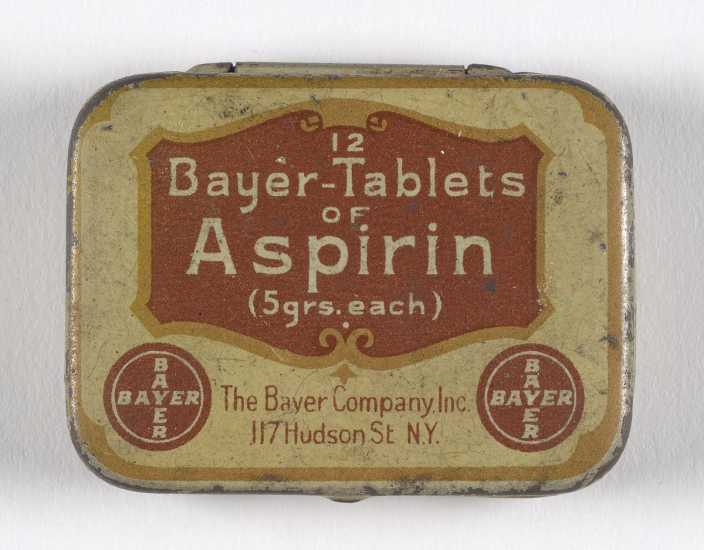 12
Bayer-Tablets
OF
Aspirin
(5grs. each)
The Bayer Company, Inc.
117 Hudson St. N.Y.
BAYER
BAYER
BAYER
BAYER